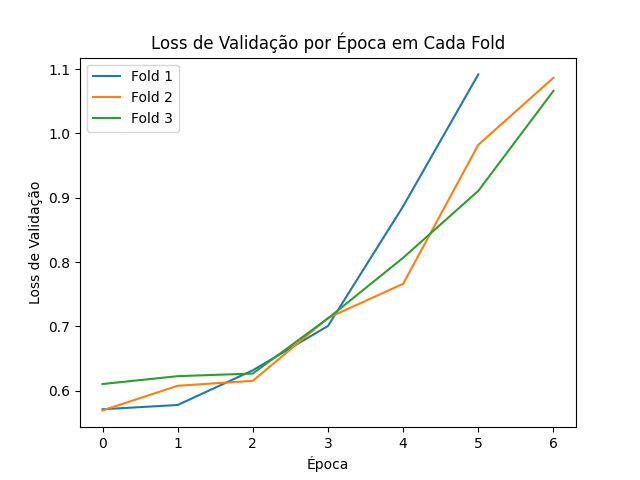 Loss de Validação por Época em Cada Fold
Fold 1
Fold 2
Fold 3
Loss de Validação
1.1
1.0
0.9
0.8
0.7
0.6
0
1
2
3
4
5
6
Época